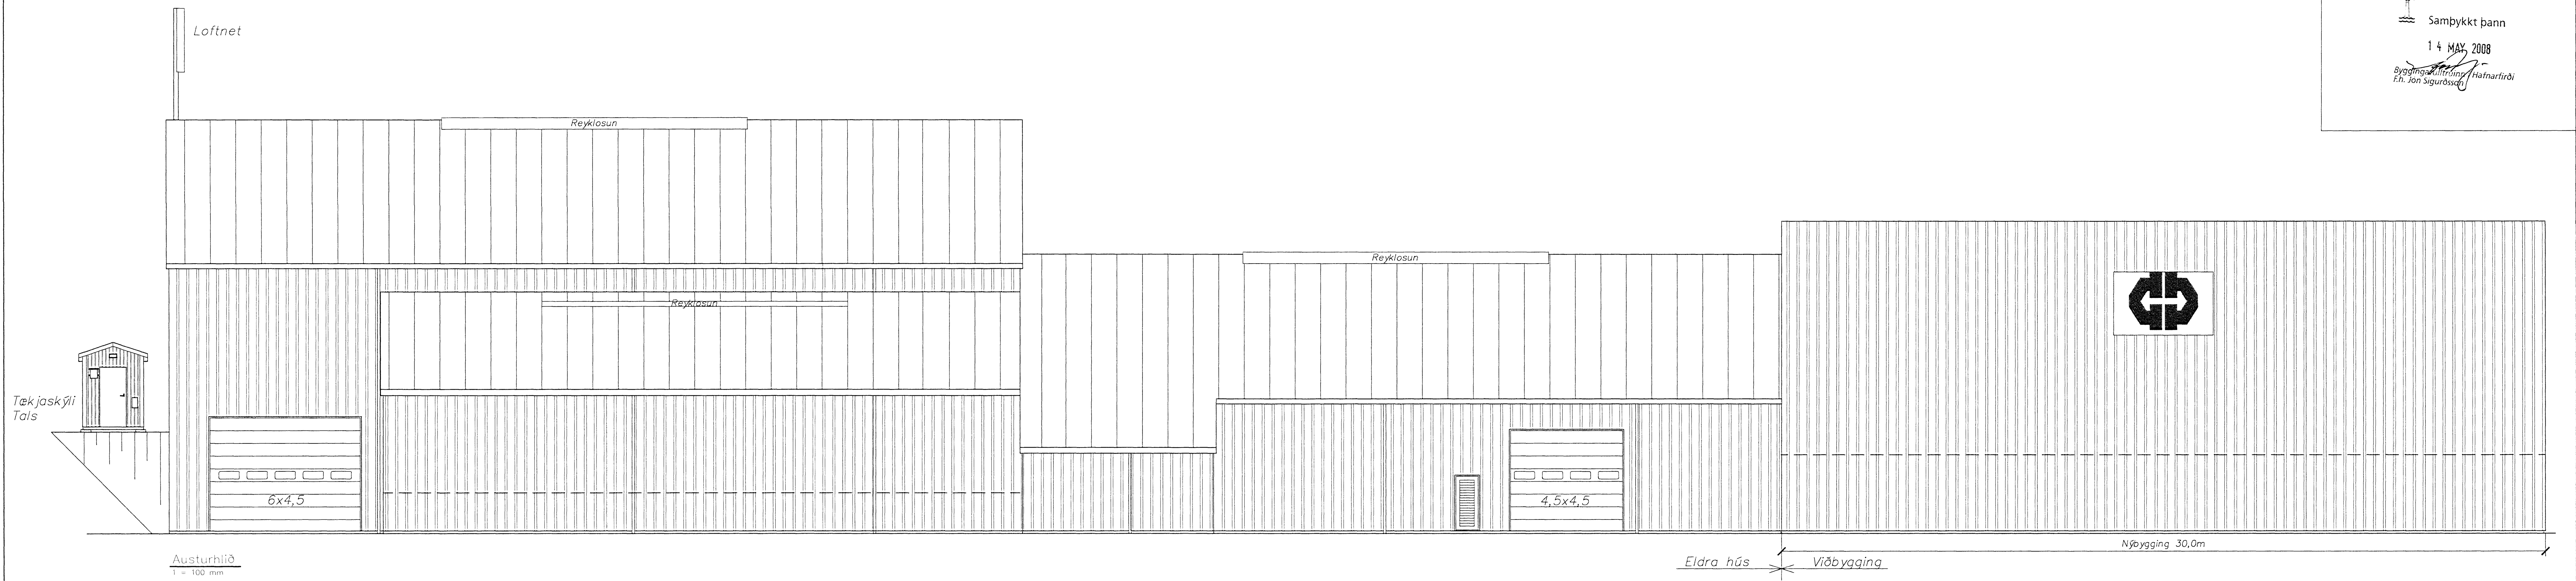 Loftnet
Samþykkt þann
14 MAY 2008
Byggingafulltrúinn í Hafnarfirði
F.h. Jón Sigurðsson
Reyklosun
Reyklosun
Reyklosun
Tækjaskýli
Tals
6x4,5
4,5x4,5
Nýbygging 30,0m
Austurhlið
1 = 100 mm
Eldra hús
Viðbygging